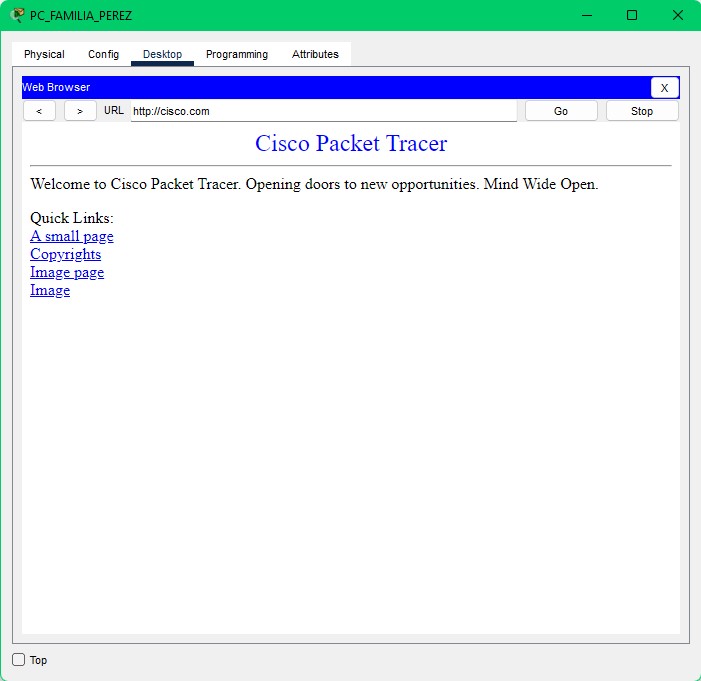 PC_FAMILIA_PEREZ
Physical Config Desktop Programming Attributes
Web Browser X
< > URL http://cisco.com Go Stop
Cisco Packet Tracer
Welcome to Cisco Packet Tracer. Opening doors to new opportunities. Mind Wide Open.
Quick Links:
A small page
Copyrights
Image page
Image
Top